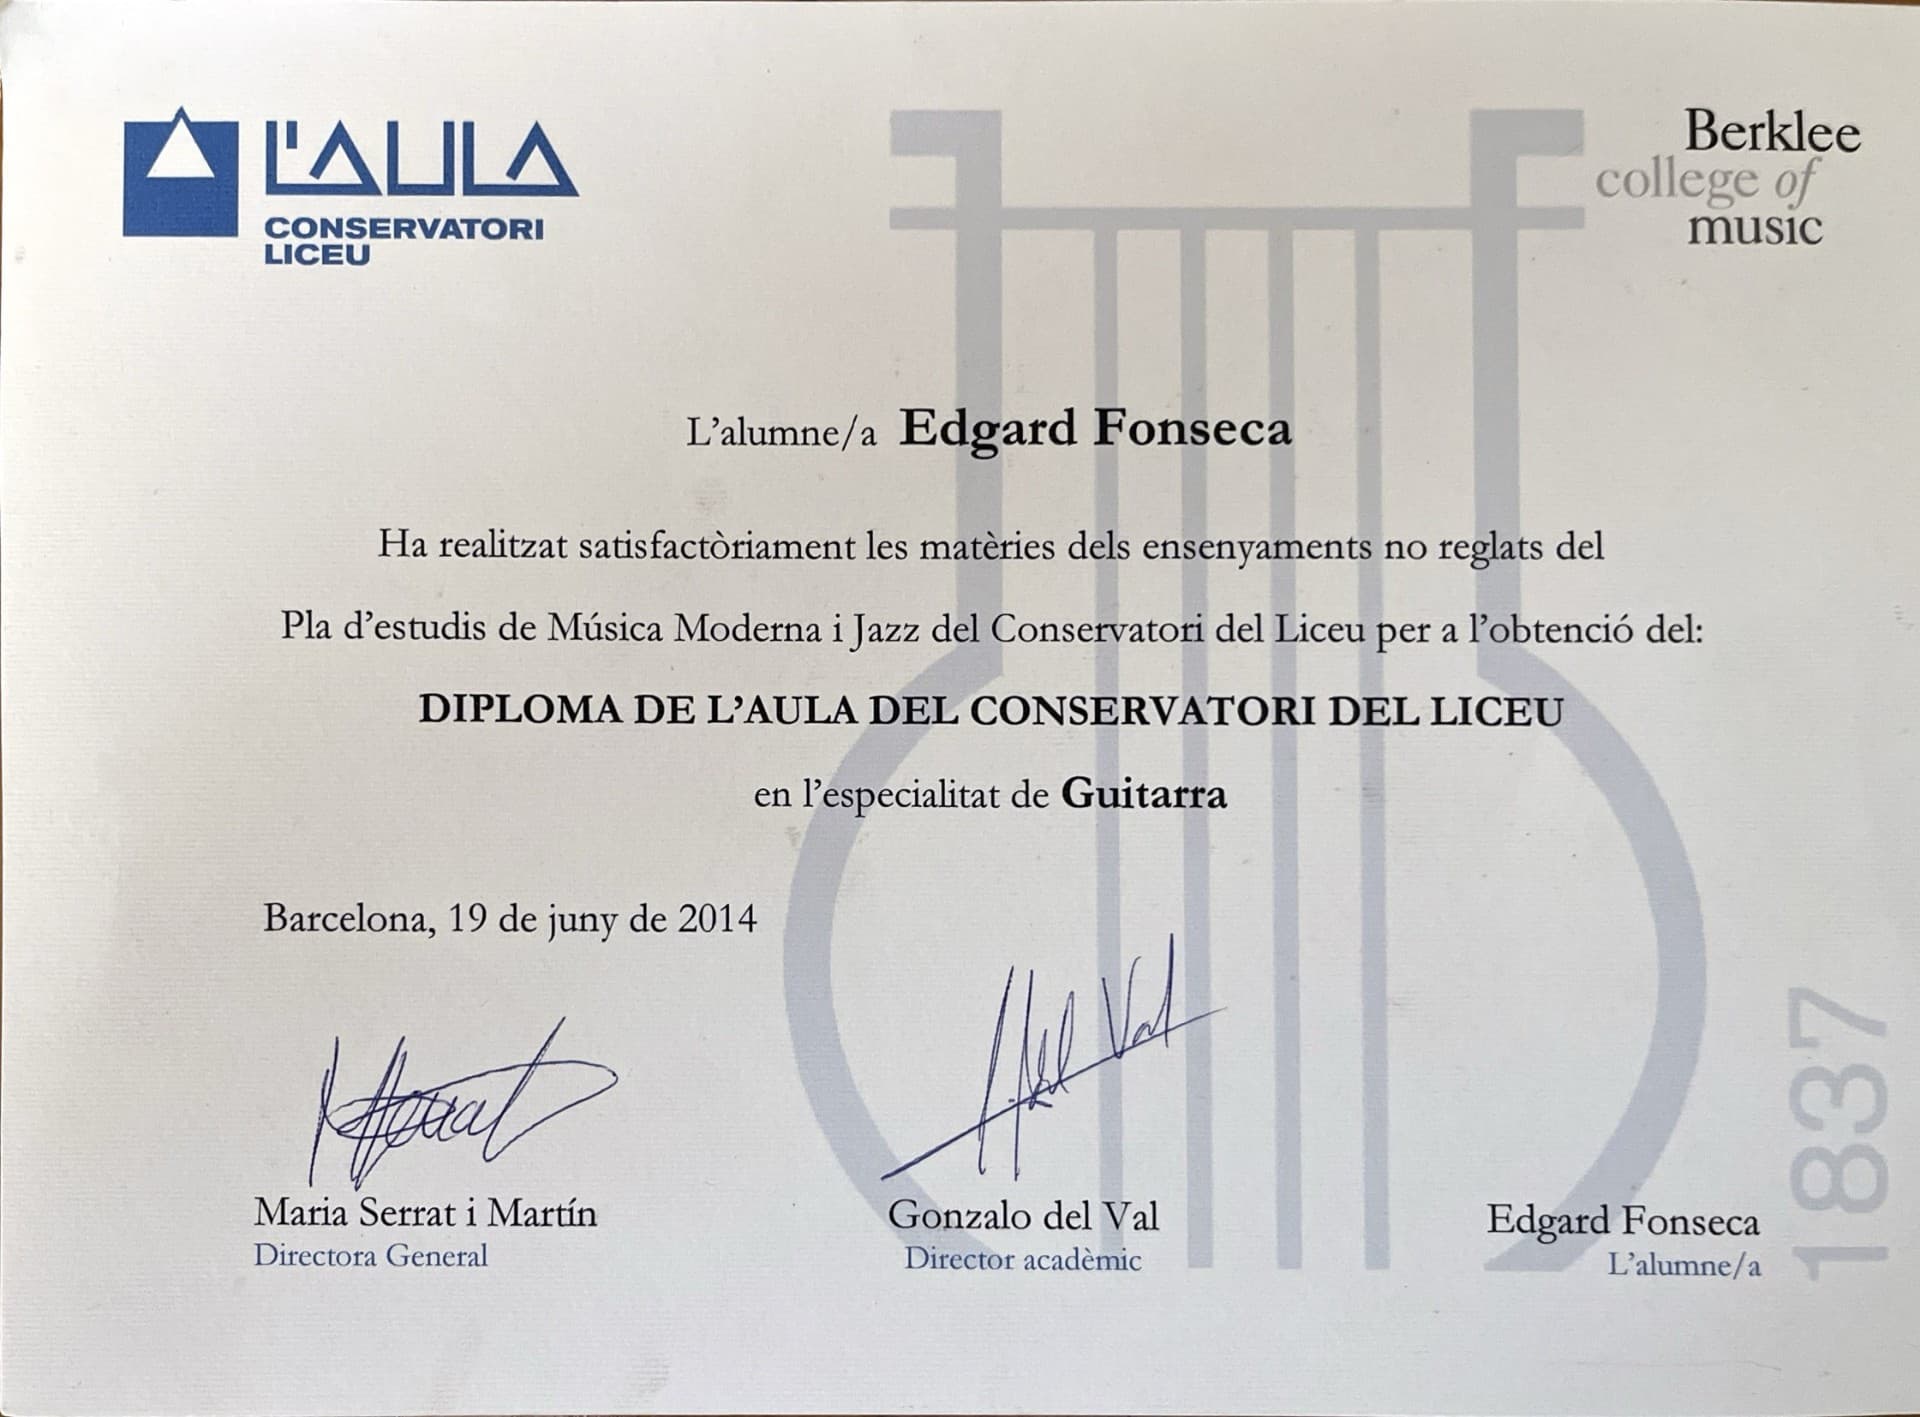 L'AULA
CONSERVATORI
LICEU
Berklee
college of
music
L’alumne/a Edgard Fonseca
Ha realitzat satisfactòriament les matèries dels ensenyaments no reglats del
Pla d’estudis de Música Moderna i Jazz del Conservatori del Liceu per a l’obtenció del:
DIPLOMA DE L’AULA DEL CONSERVATORI DEL LICEU
en l’especialitat de Guitarra
Barcelona, 19 de juny de 2014
Maria Serrat i Martín
Directora General
Gonzalo del Val
Director acadèmic
Edgard Fonseca
L’alumne/a
1837